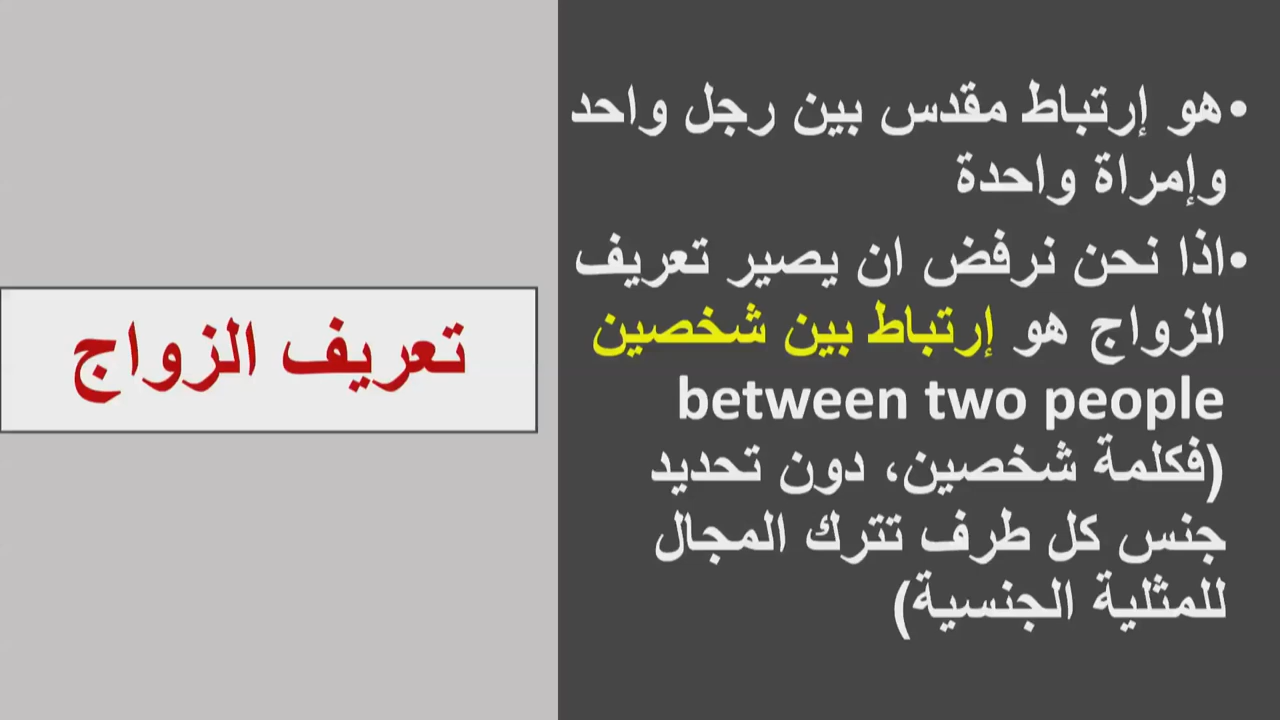 تعريف الزواج
•هو إرتباط مقدس بين رجل واحد
وإمراة واحدة
•اذا نحن نرفض ان يصير تعريف
الزواج هو إرتباط بين شخصين
between two people
(فكلمة شخصين، دون تحديد
جنس كل طرف تترك المجال
للمثلية الجنسية)